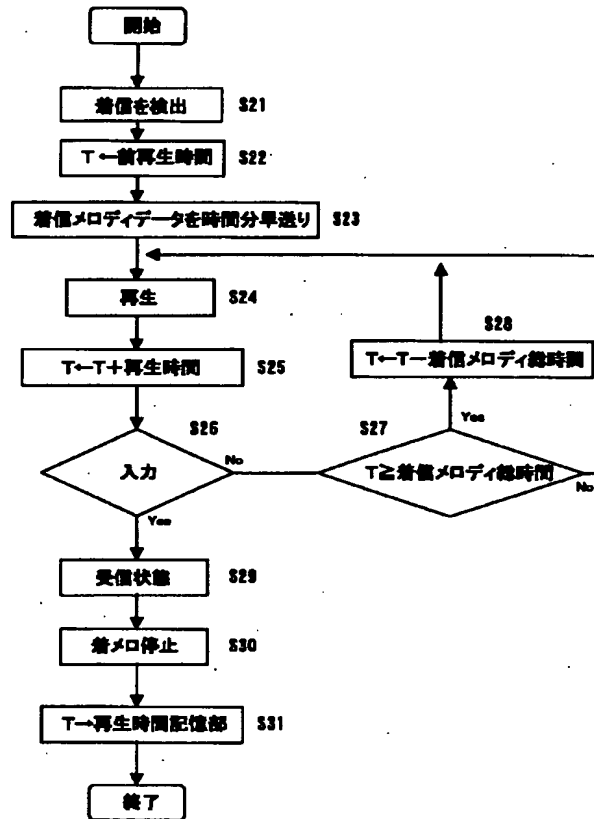 開始
着信を検出 S21
T←前再生時間 S22
着信メロディデータを時間分早送り S23
再生 S24
T←T+再生時間 S25
S26
入力
No
Yes
S27
T≧着信メロディ総時間
Yes
No
S28
T←T−着信メロディ総時間
受信状態 S29
着メロ停止 S30
T→再生時間記憶部 S31
終了